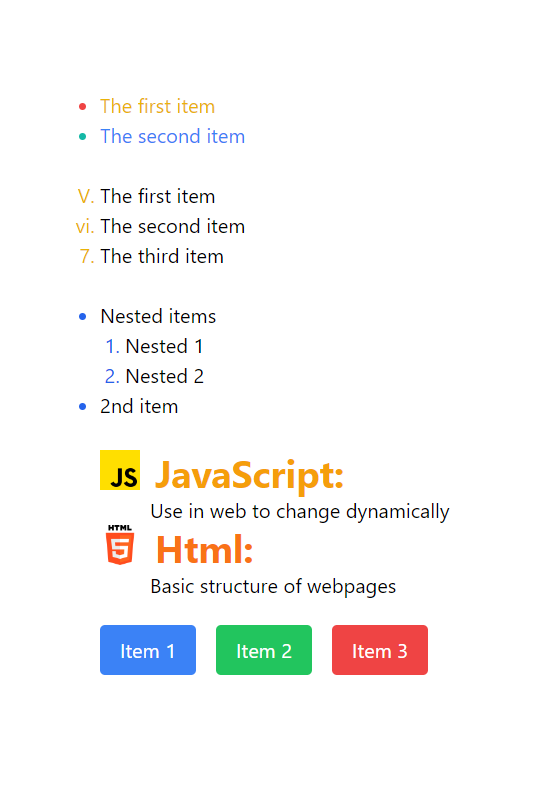 The first item
The second item
V. The first item
vi. The second item
7. The third item
Nested items
1. Nested 1
2. Nested 2
2nd item
JS JavaScript:
Use in web to change dynamically
HTML 5 Html:
Basic structure of webpages
Item 1 Item 2 Item 3